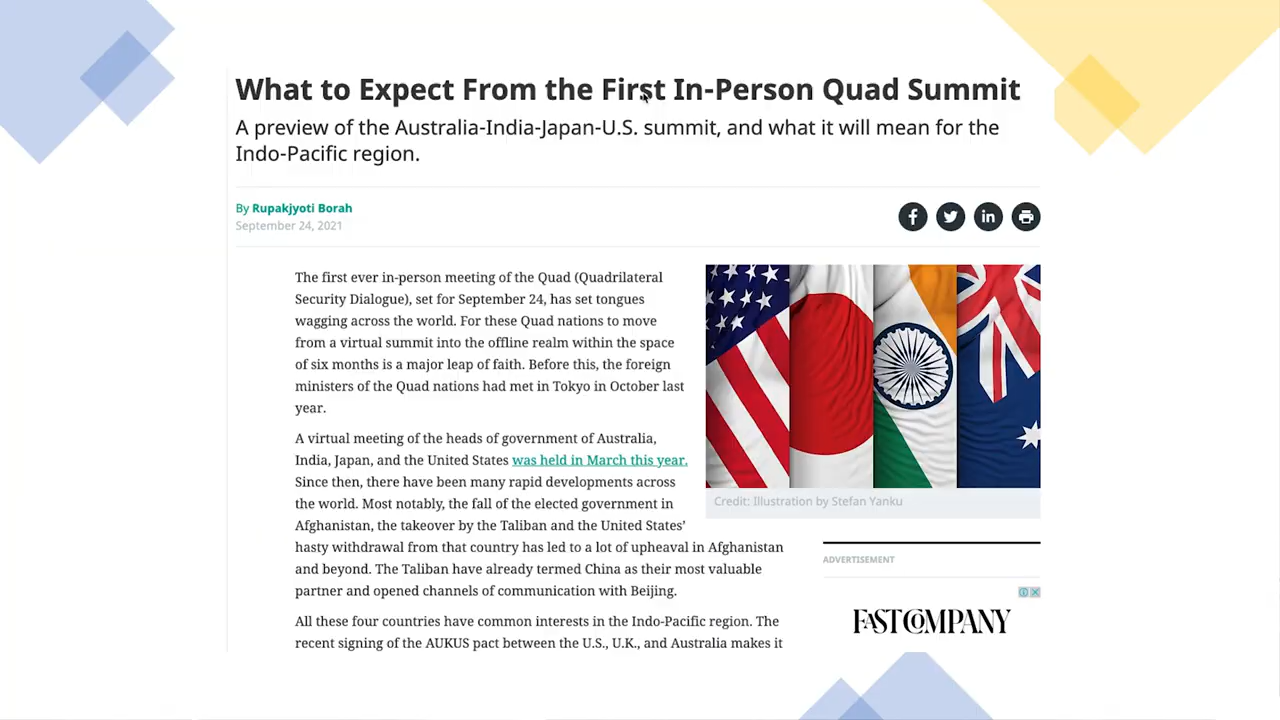 What to Expect From the First In-Person Quad Summit
A preview of the Australia-India-Japan-U.S. summit, and what it will mean for the
Indo-Pacific region.
By Rupakjyoti Borah
September 24, 2021
The first ever in-person meeting of the Quad (Quadrilateral
Security Dialogue), set for September 24, has set tongues
wagging across the world. For these Quad nations to move
from a virtual summit into the offline realm within the space
of six months is a major leap of faith. Before this, the foreign
ministers of the Quad nations had met in Tokyo in October last
year.
A virtual meeting of the heads of government of Australia,
India, Japan, and the United States was held in March this year.
Since then, there have been many rapid developments across
the world. Most notably, the fall of the elected government in
Afghanistan, the takeover by the Taliban and the United States’
hasty withdrawal from that country has led to a lot of upheaval in Afghanistan
and beyond. The Taliban have already termed China as their most valuable
partner and opened channels of communication with Beijing.
All these four countries have common interests in the Indo-Pacific region. The
recent signing of the AUKUS pact between the U.S., U.K., and Australia makes it
Credit: Illustration by Stefan Yanku
ADVERTISEMENT
FAST COMPANY